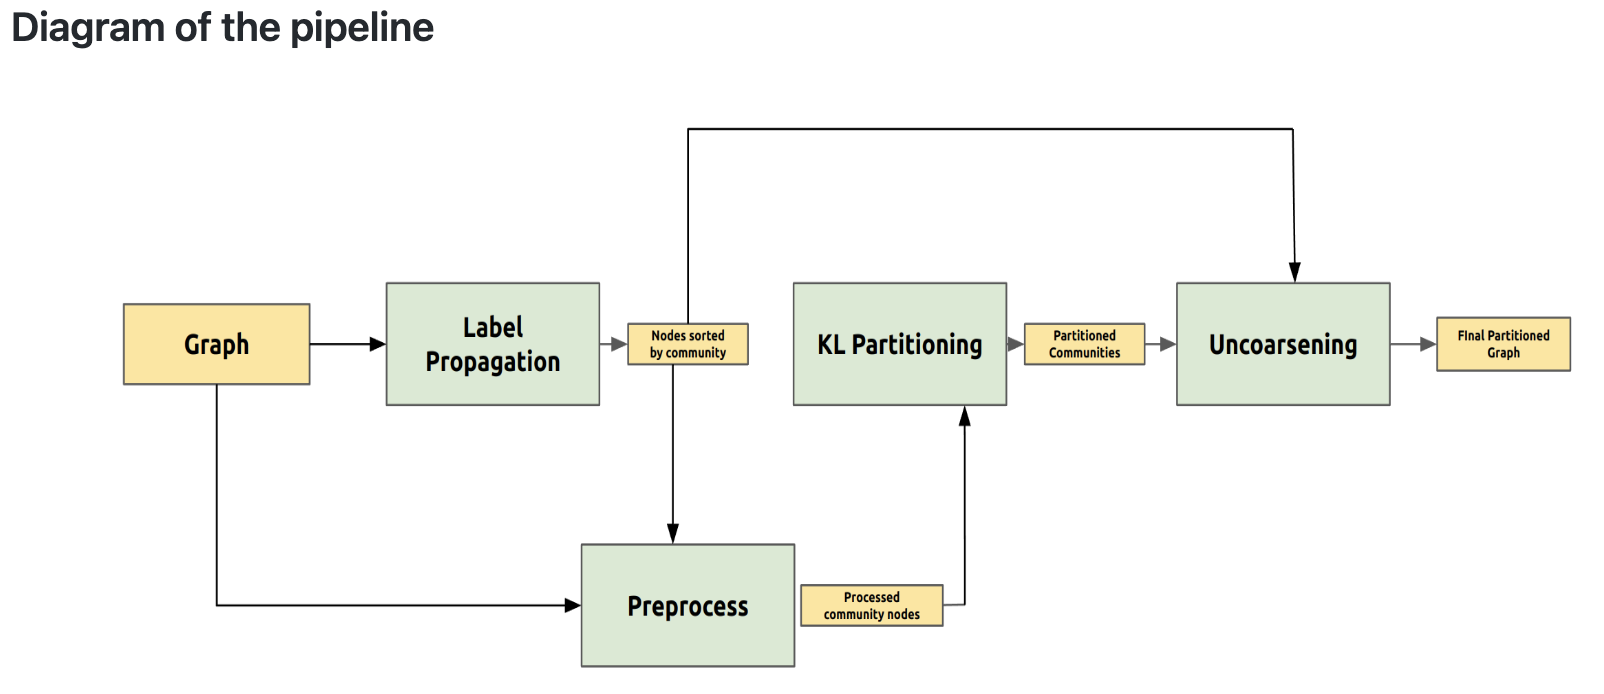 Diagram of the pipeline
Graph
Label
Propagation
Nodes sorted
by community
KL Partitioning
Partitioned
Communities
Uncoarsening
FInal Partitioned
Graph
Preprocess
Processed
community nodes